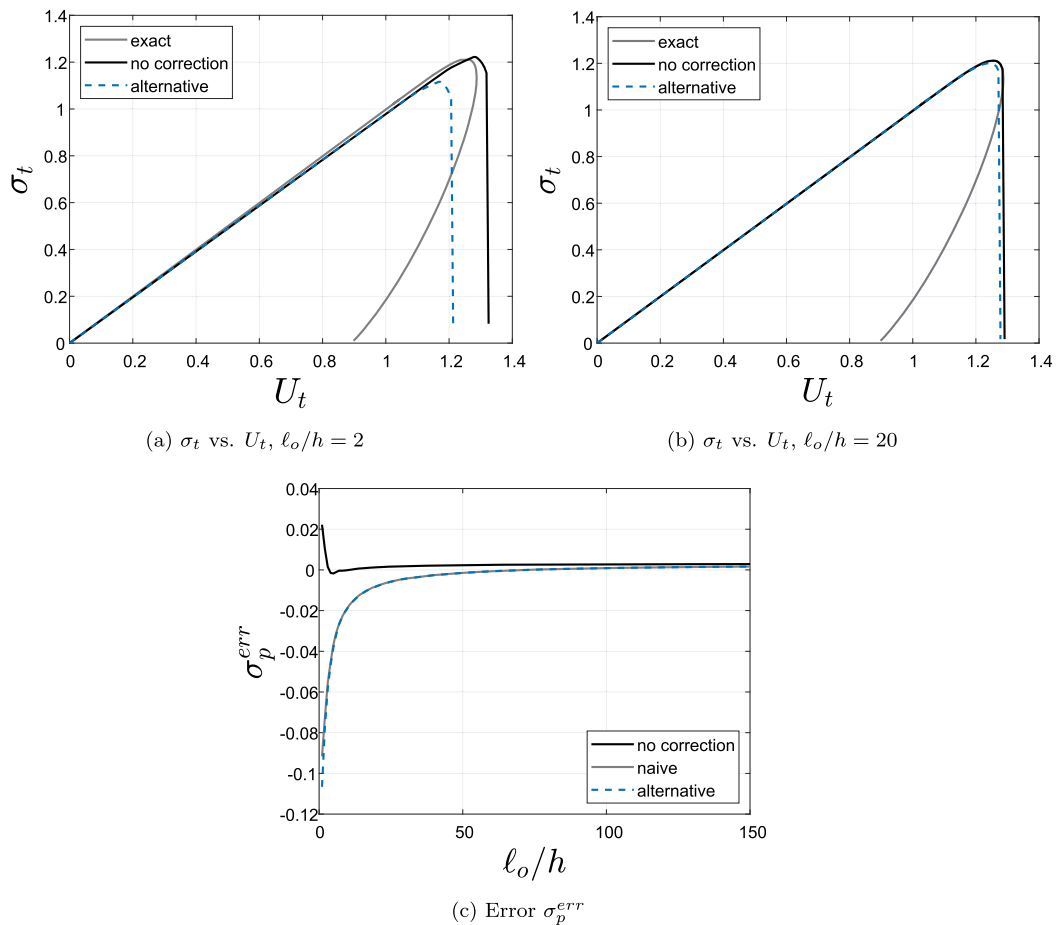 1.4
1.2
1
0.8
0.6
0.4
0.2
0
σ_t
exact
no correction
alternative
0 0.2 0.4 0.6 0.8 1 1.2 1.4
U_t
(a) σ_t vs. U_t, ℓ_o/h = 2
1.4
1.2
1
0.8
0.6
0.4
0.2
0
σ_t
exact
no correction
alternative
0 0.2 0.4 0.6 0.8 1 1.2 1.4
U_t
(b) σ_t vs. U_t, ℓ_o/h = 20
0.04
0.02
0
-0.02
-0.04
-0.06
-0.08
-0.1
-0.12
σ_p^{err}
no correction
naive
alternative
0 50 100 150
ℓ_o/h
(c) Error σ_p^{err}